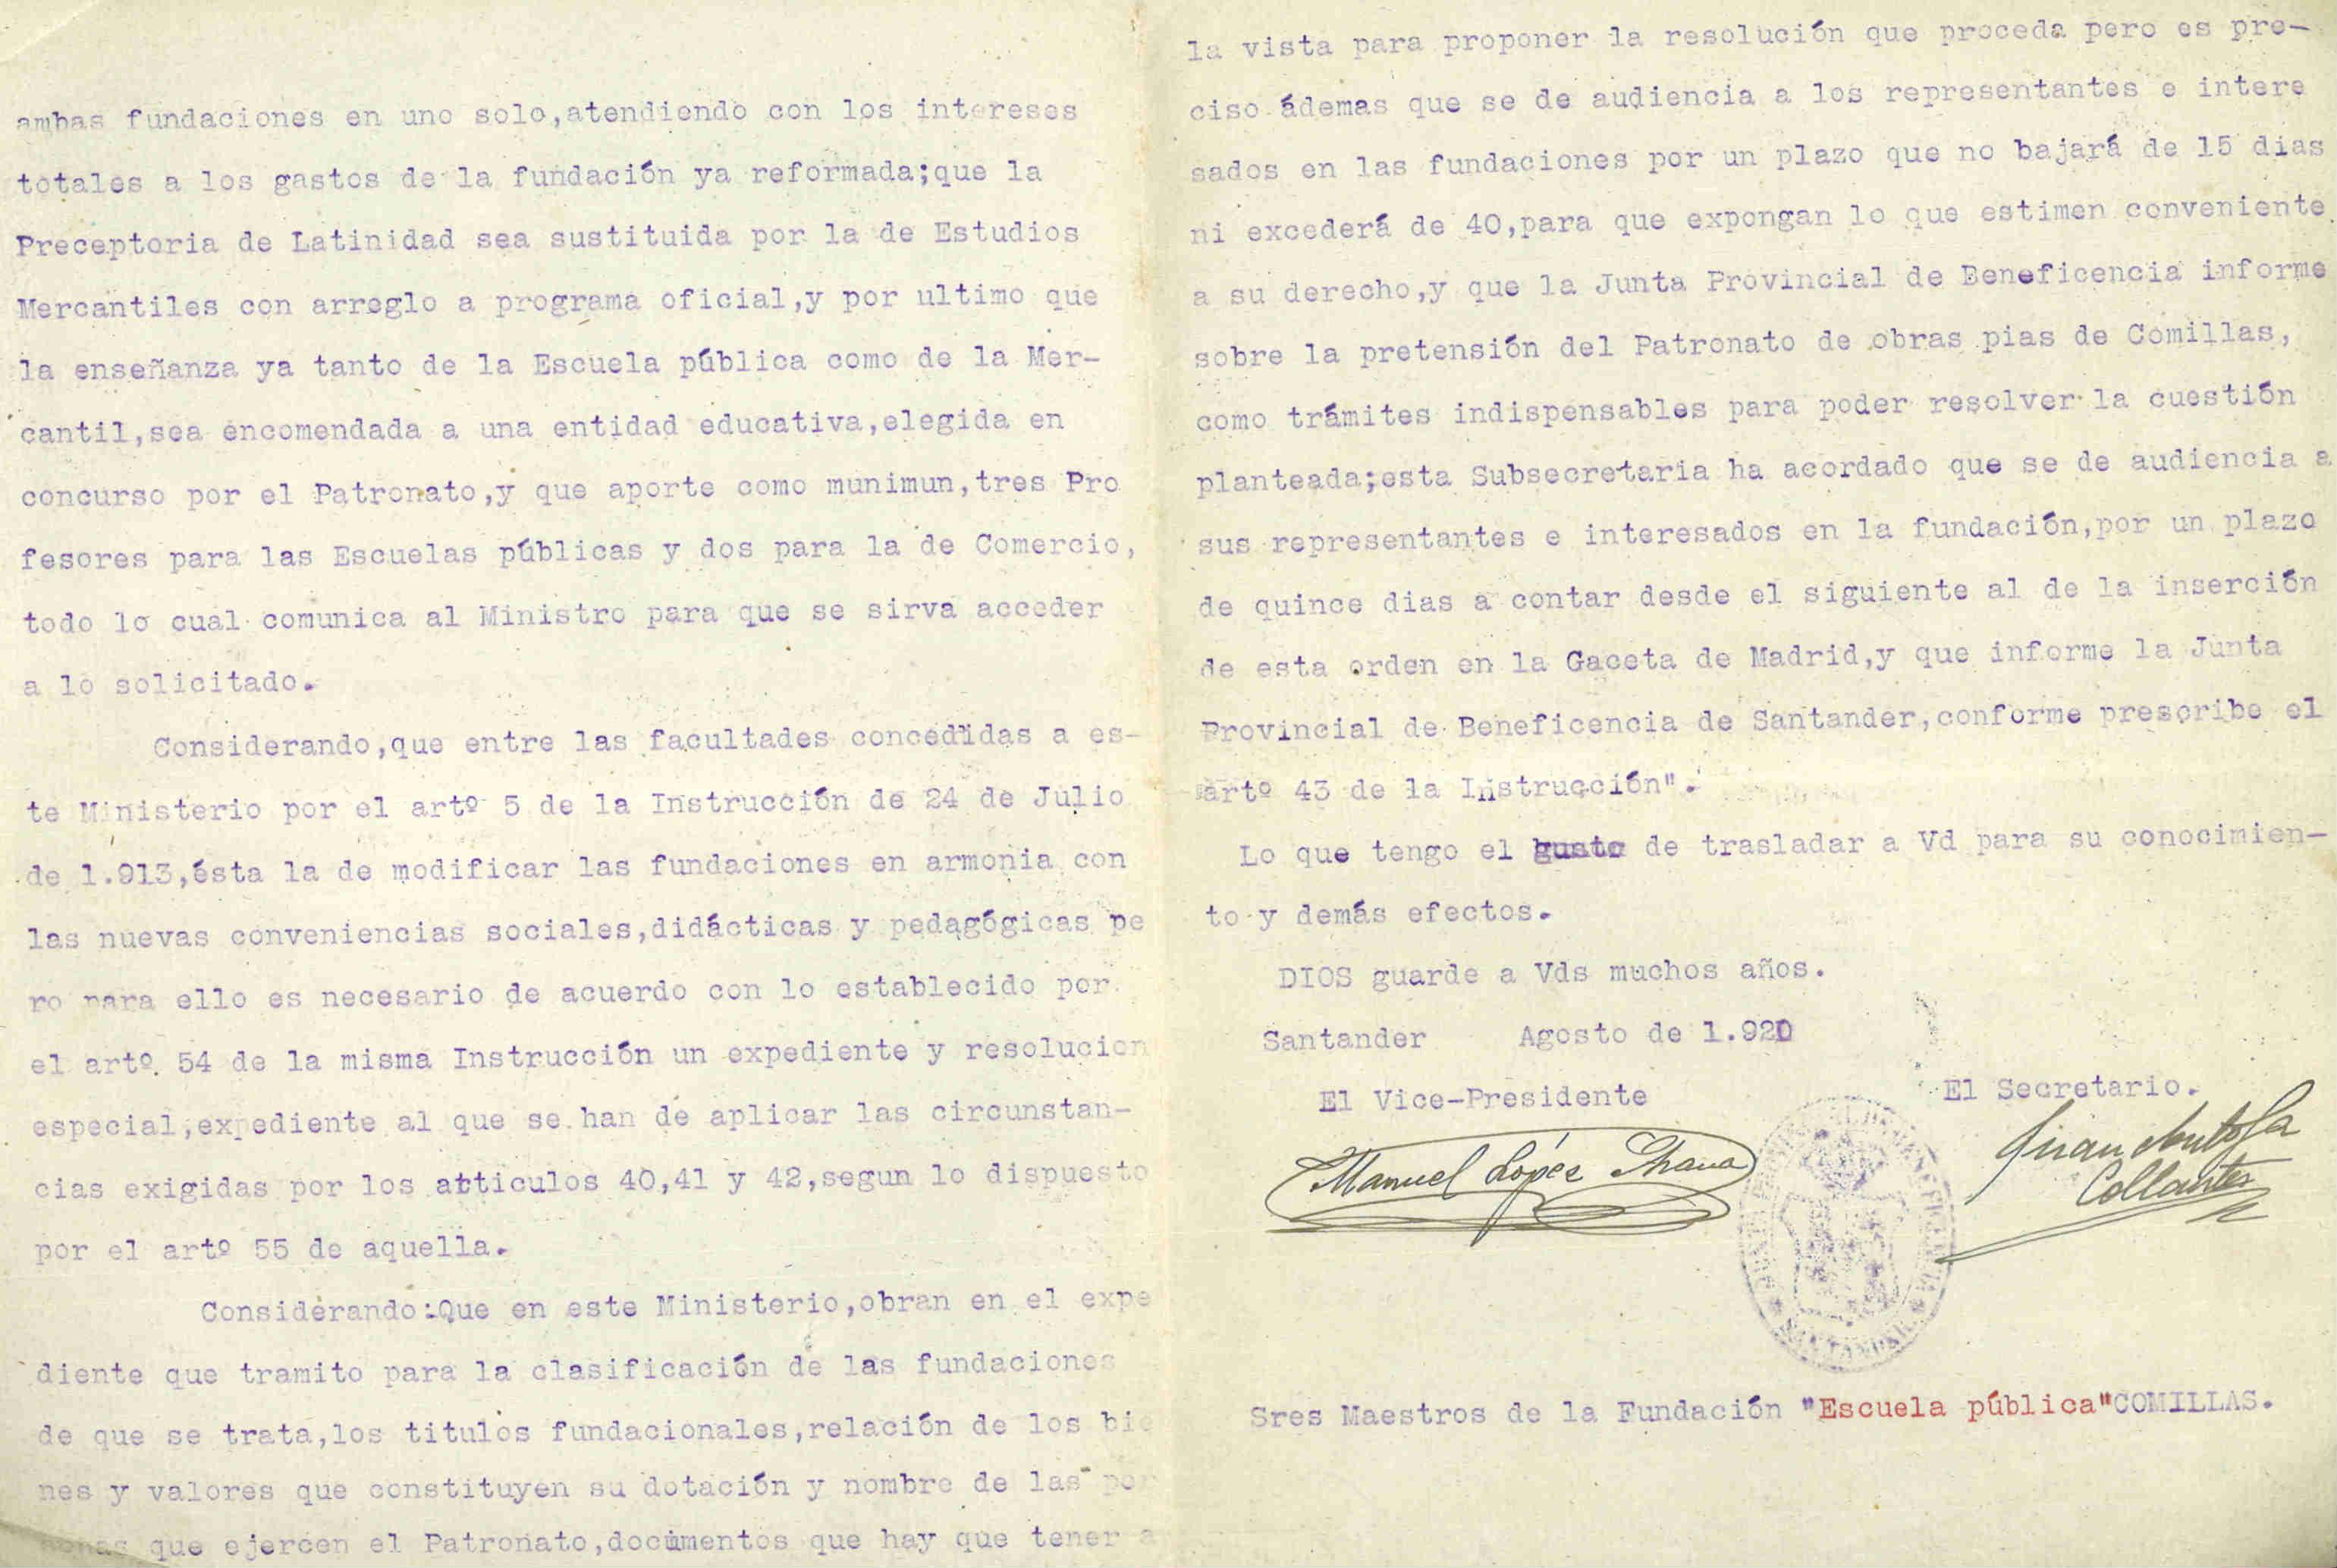 ambas fundaciones en uno solo,atendiendo con los intereses
totales a los gastos de la fundación ya reformada;que la
Preceptoria de Latinidad sea sustituida por la de Estudios
Mercantiles con arreglo a programa oficial,y por ultimo que
la enseñanza ya tanto de la Escuela pública como de la Mer-
cantil,sea encomendada a una entidad educativa,elegida en
concurso por el Patronato,y que aporte como munimun,tres Pro
fesores para las Escuelas públicas y dos para la de Comercio,
todo lo cual comunica al Ministro para que se sirva acceder
a lo solicitado.
Considerando,que entre las facultades concedidas a es-
te Ministerio por el artº 5 de la Instrucción de 24 de Julio
de 1.913,ésta la de modificar las fundaciones en armonia con
las nuevas conveniencias sociales,didácticas y pedagógicas pe
ro para ello es necesario de acuerdo con lo establecido por
el artº. 54 de la misma Instrucción un expediente y resolucion
especial,expediente al que se han de aplicar las circunstan-
cias exigidas por los atticulos 40,41 y 42,segun lo dispuesto
por el artº 55 de aquella.
Considerando:Que en este Ministerio,obran en el expe
diente que tramito para la clasificación de las fundaciones
de que se trata,los titulos fundacionales,relación de los bie
nes y valores que constituyen su dotación y nombre de las per
sonas que ejercen el Patronato,documentos que hay que tener a
la vista para proponer la resolución que proceda pero es pre-
ciso ádemas que se de audiencia a los representantes e intere
sados en las fundaciones por un plazo que no bajará de 15 dias
ni excederá de 40,para que expongan lo que estimen conveniente
a su derecho,y que la Junta Provincial de Beneficencia informe
sobre la pretensión del Patronato de obras pias de Comillas,
como trámites indispensables para poder resolver la cuestión
planteada;esta Subsecretaria ha acordado que se de audiencia a
sus representantes e interesados en la fundación,por un plazo
de quince dias a contar desde el siguiente al de la inserción
de esta orden en la Gaceta de Madrid,y que informe la Junta
Provincial de Beneficencia de Santander,conforme prescribe el
artº 43 de la Instrucción".
Lo que tengo el gusto de trasladar a Vd para su conocimien-
to y demás efectos.
DIOS guarde a Vds muchos años.
Santander Agosto de 1.920
El Vice-Presidente
El Secretario.
Manuel López
Juan
Collantes
SANTANDER
Sres Maestros de la Fundación "Escuela pública"COMILLAS.